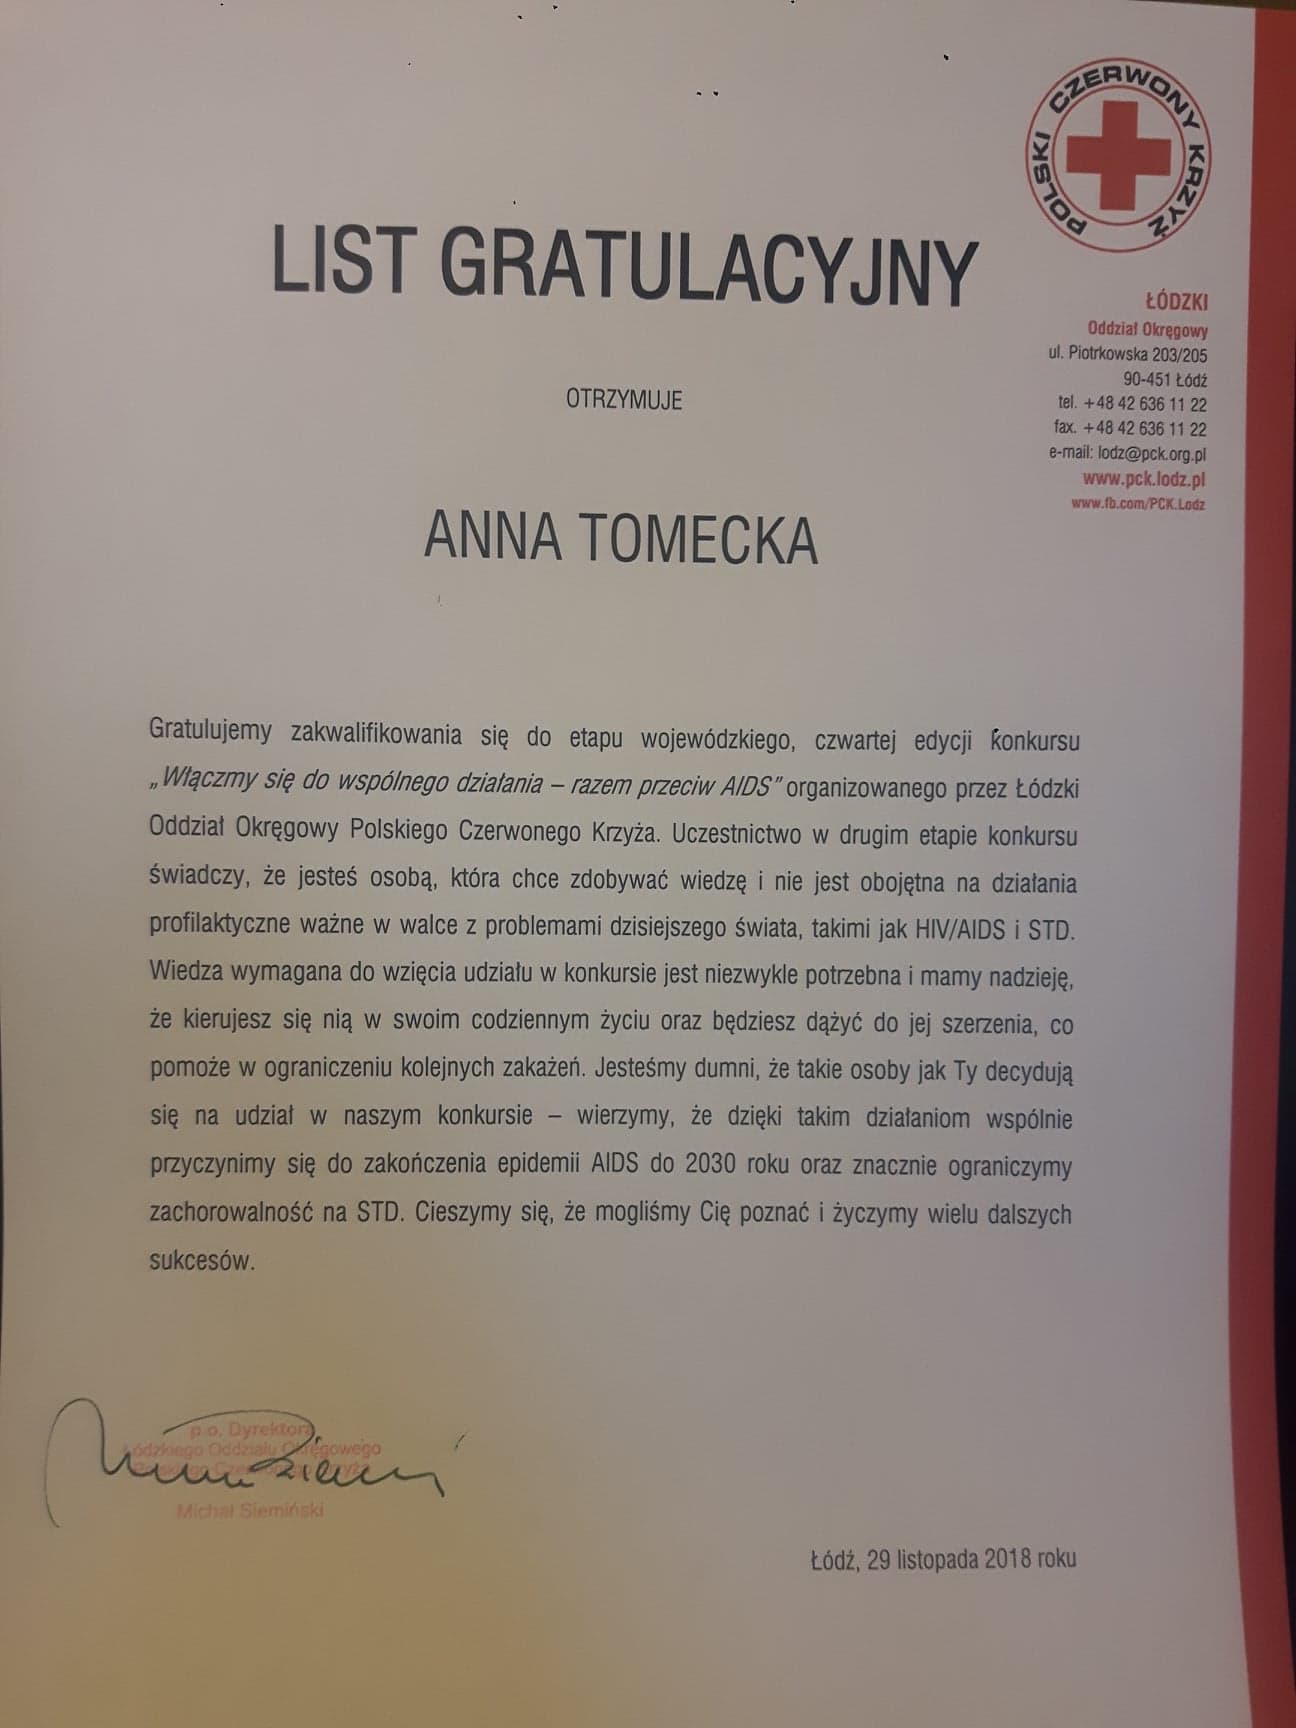 POLSKI CZERWONY KRZYŻ
LIST GRATULACYJNY
ŁÓDZKI
Oddział Okręgowy
ul. Piotrkowska 203/205
90-451 Łódź
tel. +48 42 636 11 22
fax. +48 42 636 11 22
e-mail: lodz@pck.org.pl
www.pck.lodz.pl
www.fb.com/PCK.Lodz
OTRZYMUJE
ANNA TOMECKA
Gratulujemy zakwalifikowania się do etapu wojewódzkiego, czwartej edycji konkursu
„Włączmy się do wspólnego działania – razem przeciw AIDS” organizowanego przez Łódzki
Oddział Okręgowy Polskiego Czerwonego Krzyża. Uczestnictwo w drugim etapie konkursu
świadczy, że jesteś osobą, która chce zdobywać wiedzę i nie jest obojętna na działania
profilaktyczne ważne w walce z problemami dzisiejszego świata, takimi jak HIV/AIDS i STD.
Wiedza wymagana do wzięcia udziału w konkursie jest niezwykle potrzebna i mamy nadzieję,
że kierujesz się nią w swoim codziennym życiu oraz będziesz dążyć do jej szerzenia, co
pomoże w ograniczeniu kolejnych zakażeń. Jesteśmy dumni, że takie osoby jak Ty decydują
się na udział w naszym konkursie – wierzymy, że dzięki takim działaniom wspólnie
przyczynimy się do zakończenia epidemii AIDS do 2030 roku oraz znacznie ograniczymy
zachorowalność na STD. Cieszymy się, że mogliśmy Cię poznać i życzymy wielu dalszych
sukcesów.
p.o. Dyrektora
Łódzkiego Oddziału Okręgowego
Polskiego Czerwonego Krzyża
Michał Siemiński
Łódź, 29 listopada 2018 roku